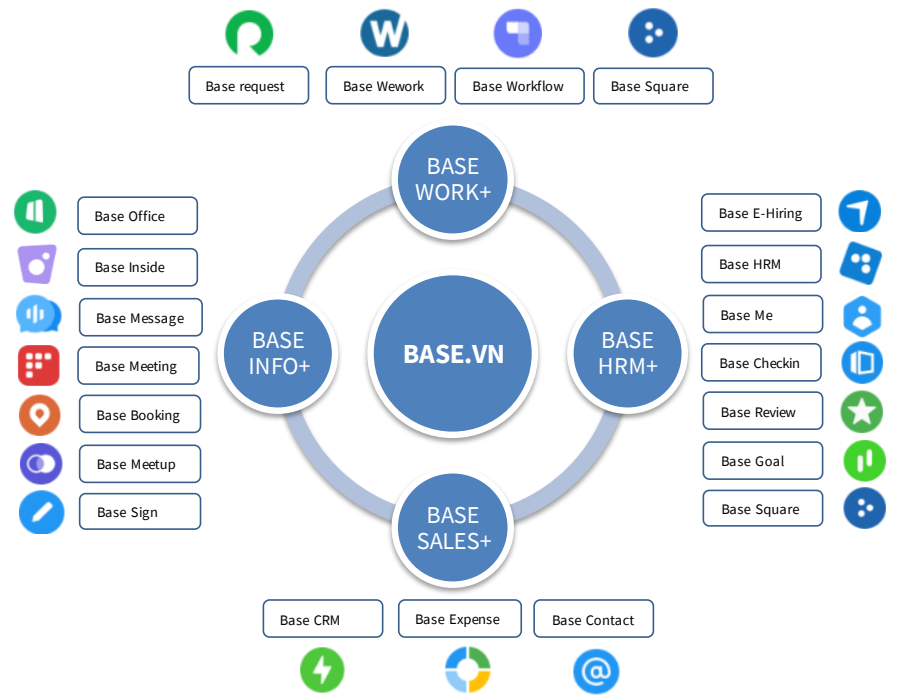 W
Base request
Base Wework
Base Workflow
Base Square
BASE
WORK+
Base Office
Base Inside
Base Message
Base Meeting
Base Booking
Base Meetup
Base Sign
BASE
INFO+
BASE.VN
BASE
HRM+
Base E-Hiring
Base HRM
Base Me
Base Checkin
Base Review
Base Goal
Base Square
BASE
SALES+
Base CRM
Base Expense
Base Contact
@